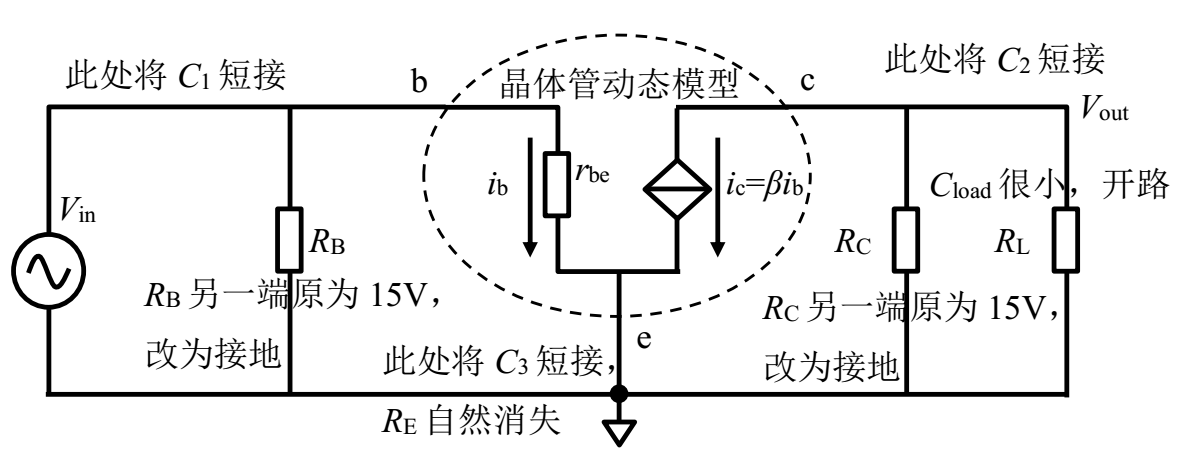 此处将 C1 短接
b
晶体管动态模型
c
此处将 C2 短接
Vout
Vin
ib
rbe
ic=βib
Cload 很小，开路
RB
RC
RL
RB 另一端原为 15V，
改为接地
RC 另一端原为 15V，
改为接地
e
此处将 C3 短接，
RE 自然消失